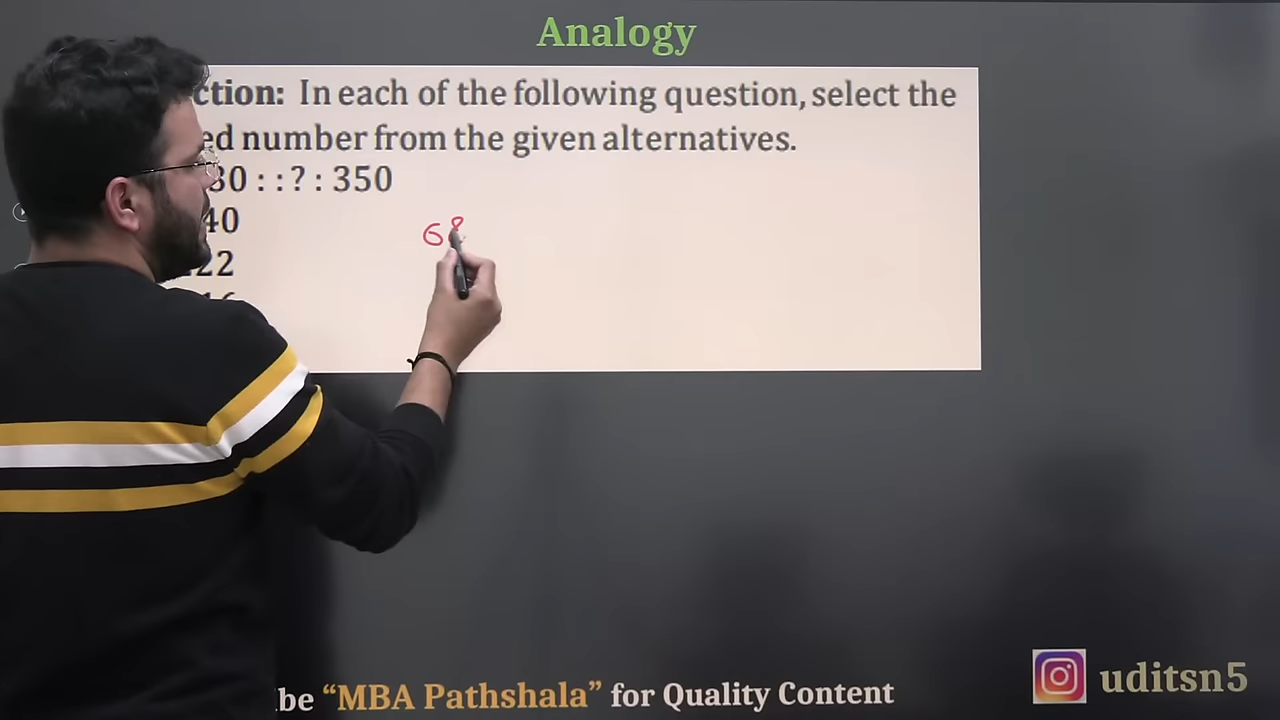 Analogy
ction: In each of the following question, select the
ed number from the given alternatives.
30 : : ? : 350
40
22
68
be “MBA Pathshala” for Quality Content
uditsn5